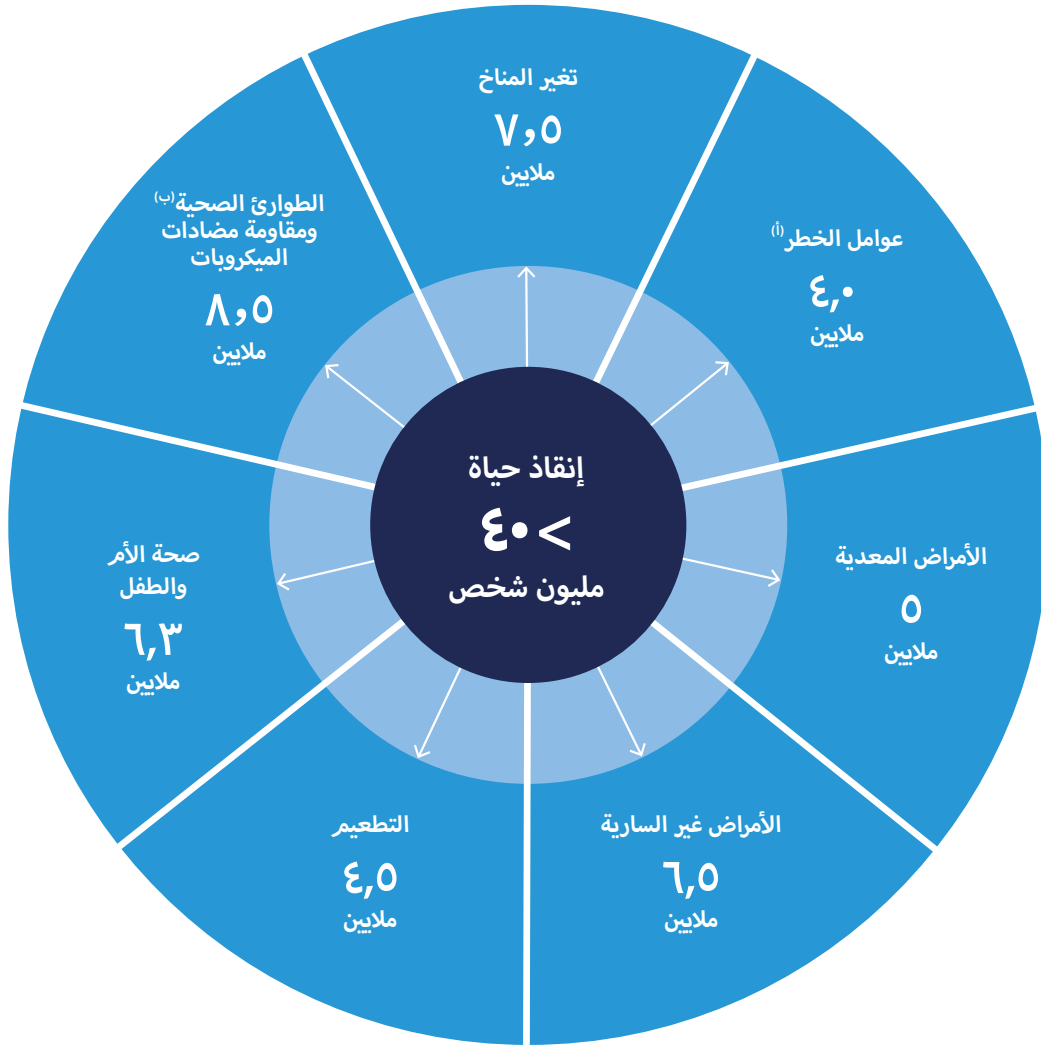 تغير المناخ
٧,٥
ملايين
عوامل الخطر(أ)
٤,٠
ملايين
الأمراض المعدية
٥
ملايين
الأمراض غير السارية
٦,٥
ملايين
التطعيم
٤,٥
ملايين
صحة الأم
والطفل
٦,٣
ملايين
الطوارئ الصحية(ب)
ومقاومة مضادات
الميكروبات
٨,٥
ملايين
إنقاذ حياة
>٤٠
مليون شخص